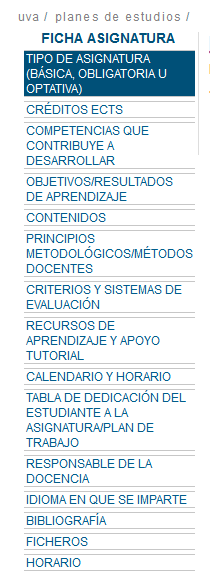 uva / planes de estudios /
FICHA ASIGNATURA
TIPO DE ASIGNATURA
(BÁSICA, OBLIGATORIA U
OPTATIVA)
CRÉDITOS ECTS
COMPETENCIAS QUE
CONTRIBUYE A
DESARROLLAR
OBJETIVOS/RESULTADOS
DE APRENDIZAJE
CONTENIDOS
PRINCIPIOS
METODOLÓGICOS/MÉTODOS
DOCENTES
CRITERIOS Y SISTEMAS DE
EVALUACIÓN
RECURSOS DE
APRENDIZAJE Y APOYO
TUTORIAL
CALENDARIO Y HORARIO
TABLA DE DEDICACIÓN DEL
ESTUDIANTE A LA
ASIGNATURA/PLAN DE
TRABAJO
RESPONSABLE DE LA
DOCENCIA
IDIOMA EN QUE SE IMPARTE
BIBLIOGRAFÍA
FICHEROS
HORARIO